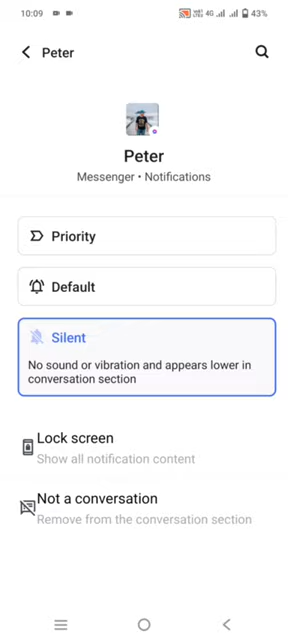 10:09
4G
43%
Peter
Peter
Messenger • Notifications
Priority
Default
Silent
No sound or vibration and appears lower in
conversation section
Lock screen
Show all notification content
Not a conversation
Remove from the conversation section